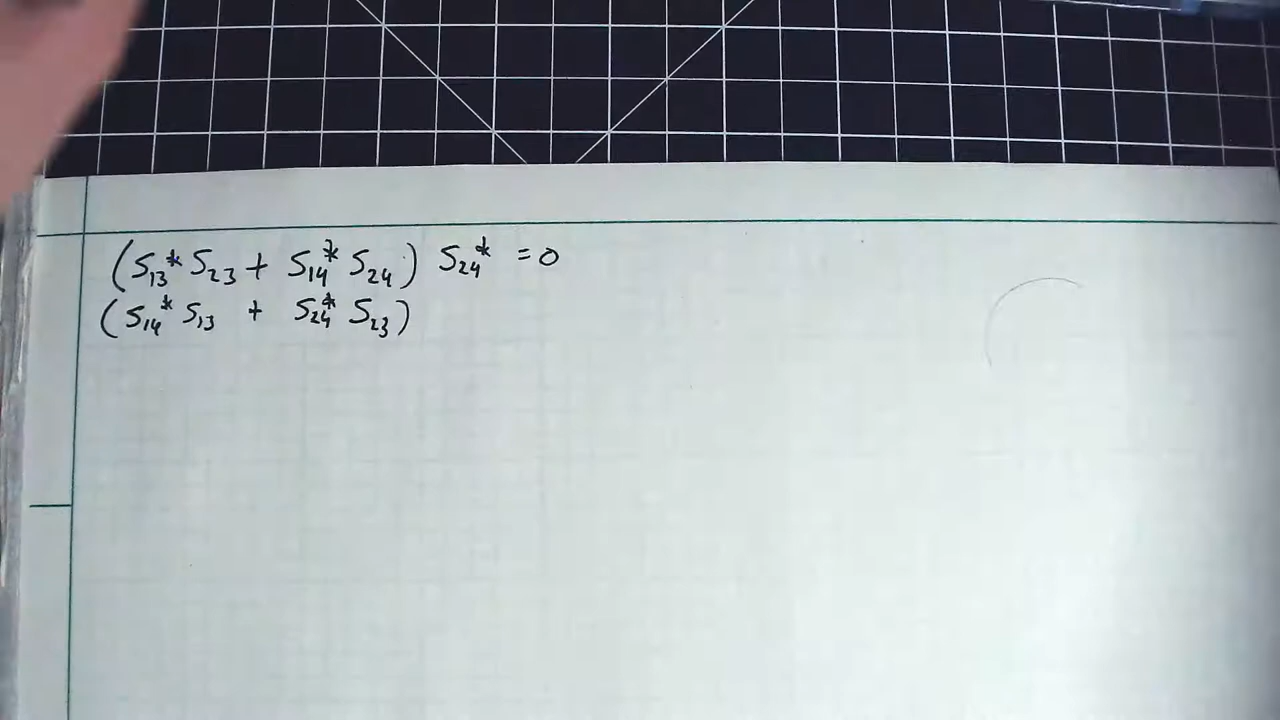 (S₁₃* S₂₃ + S₁₄* S₂₄) S₂₄* = 0
(S₁₄* S₁₃ + S₂₄* S₂₃)